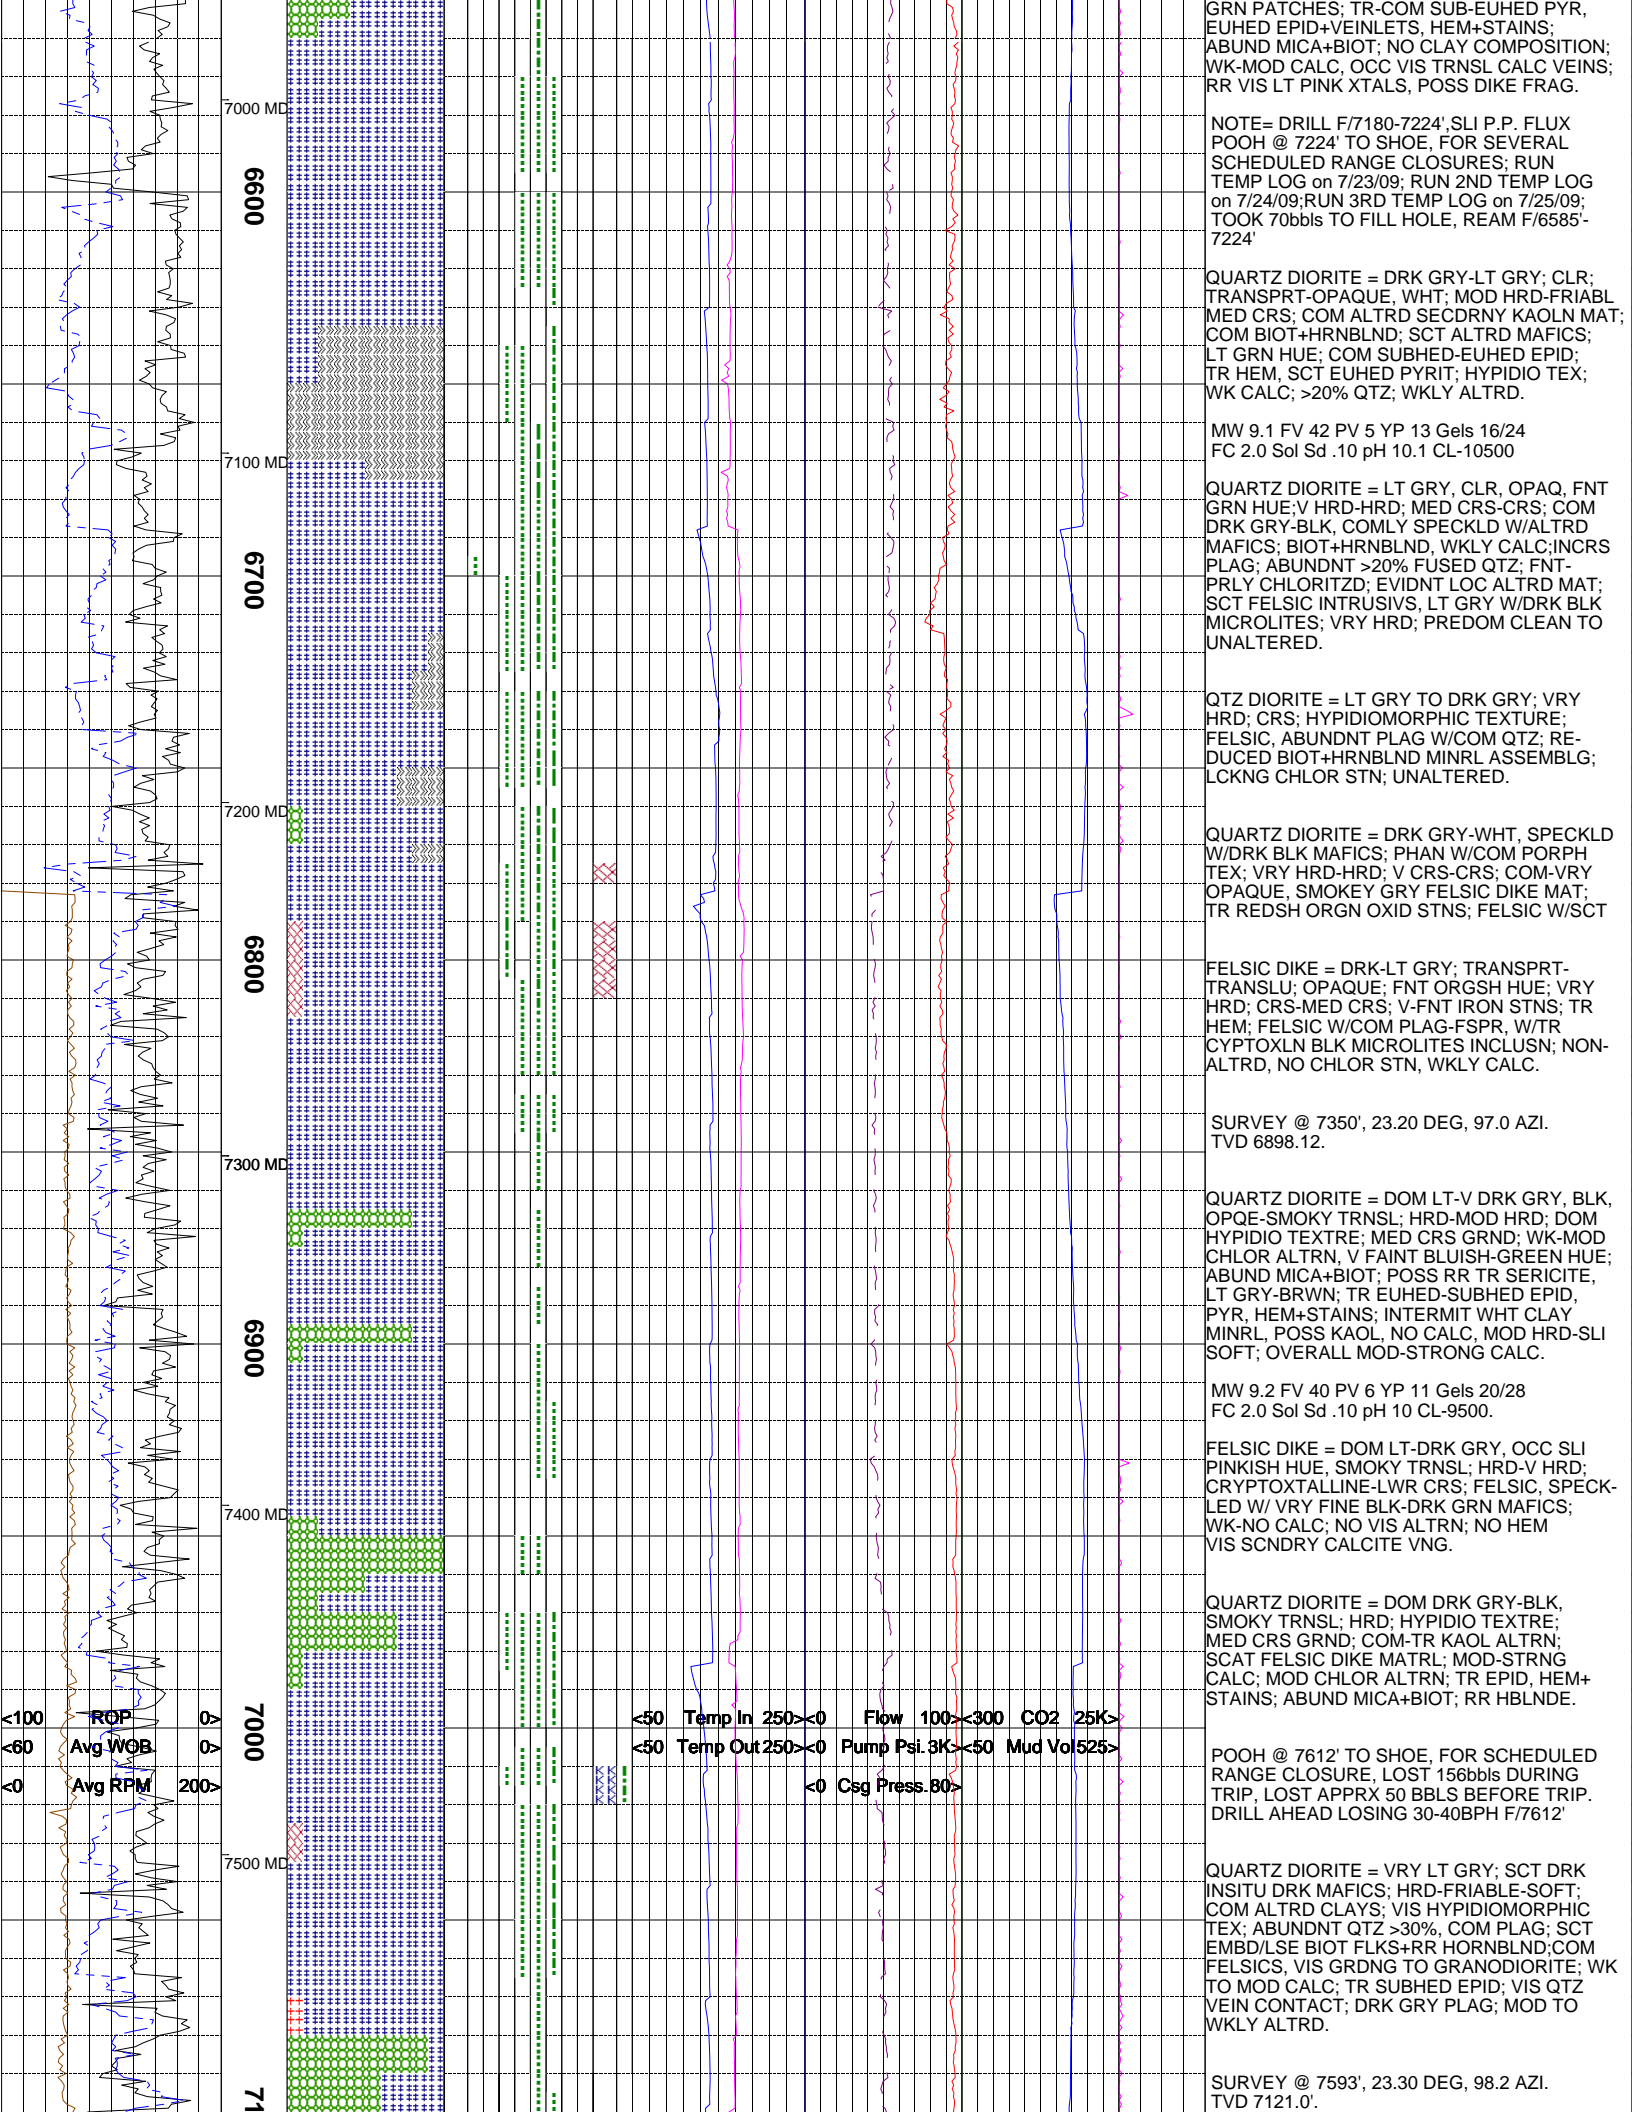 GRN PATCHES; TR-COM SUB-EUHED PYR,
EUHED EPID+VEINLETS, HEM+STAINS;
ABUND MICA+BIOT; NO CLAY COMPOSITION;
WK-MOD CALC, OCC VIS TRNSL CALC VEINS;
RR VIS LT PINK XTALS, POSS DIKE FRAG.
7000 MD
NOTE= DRILL F/7180-7224',SLI P.P. FLUX
POOH @ 7224' TO SHOE, FOR SEVERAL
SCHEDULED RANGE CLOSURES; RUN
TEMP LOG on 7/23/09; RUN 2ND TEMP LOG
on 7/24/09;RUN 3RD TEMP LOG on 7/25/09;
TOOK 70bbls TO FILL HOLE, REAM F/6585'-
7224'
6600
QUARTZ DIORITE = DRK GRY-LT GRY; CLR;
TRANSPRT-OPAQUE, WHT; MOD HRD-FRIABL
MED CRS; COM ALTRD SECDRNY KAOLN MAT;
COM BIOT+HRNBLND; SCT ALTRD MAFICS;
LT GRN HUE; COM SUBHED-EUHED EPID;
TR HEM, SCT EUHED PYRIT; HYPIDIO TEX;
WK CALC; >20% QTZ; WKLY ALTRD.
MW 9.1 FV 42 PV 5 YP 13 Gels 16/24
FC 2.0 Sol Sd .10 pH 10.1 CL-10500
7100 MD
QUARTZ DIORITE = LT GRY, CLR, OPAQ, FNT
GRN HUE;V HRD-HRD; MED CRS-CRS; COM
DRK GRY-BLK, COMLY SPECKLD W/ALTRD
MAFICS; BIOT+HRNBLND, WKLY CALC;INCRS
PLAG; ABUNDNT >20% FUSED QTZ; FNT-
PRLY CHLORITZD; EVIDNT LOC ALTRD MAT;
SCT FELSIC INTRUSIVS, LT GRY W/DRK BLK
MICROLITES; VRY HRD; PREDOM CLEAN TO
UNALTERED.
6700
QTZ DIORITE = LT GRY TO DRK GRY; VRY
HRD; CRS; HYPIDIOMORPHIC TEXTURE;
FELSIC, ABUNDNT PLAG W/COM QTZ; RE-
DUCED BIOT+HRNBLND MINRL ASSEMBLG;
LCKNG CHLOR STN; UNALTERED.
7200 MD
QUARTZ DIORITE = DRK GRY-WHT, SPECKLD
W/DRK BLK MAFICS; PHAN W/COM PORPH
TEX; VRY HRD-HRD; V CRS-CRS; COM-VRY
OPAQUE, SMOKEY GRY FELSIC DIKE MAT;
TR REDSH ORGN OXID STNS; FELSIC W/SCT
6800
FELSIC DIKE = DRK-LT GRY; TRANSPRT-
TRANSLU; OPAQUE; FNT ORGSH HUE; VRY
HRD; CRS-MED CRS; V-FNT IRON STNS; TR
HEM; FELSIC W/COM PLAG-FSPR, W/TR
CYPTOXLN BLK MICROLITES INCLUSN; NON-
ALTRD, NO CHLOR STN, WKLY CALC.
SURVEY @ 7350', 23.20 DEG, 97.0 AZI.
TVD 6898.12.
7300 MD
QUARTZ DIORITE = DOM LT-V DRK GRY, BLK,
OPQE-SMOKY TRNSL; HRD-MOD HRD; DOM
HYPIDIO TEXTRE; MED CRS GRND; WK-MOD
CHLOR ALTRN, V FAINT BLUISH-GREEN HUE;
ABUND MICA+BIOT; POSS RR TR SERICITE,
LT GRY-BRWN; TR EUHED-SUBHED EPID,
PYR, HEM+STAINS; INTERMIT WHT CLAY
MINRL, POSS KAOL, NO CALC, MOD HRD-SLI
SOFT; OVERALL MOD-STRONG CALC.
6900
MW 9.2 FV 40 PV 6 YP 11 Gels 20/28
FC 2.0 Sol Sd .10 pH 10 CL-9500.
FELSIC DIKE = DOM LT-DRK GRY, OCC SLI
PINKISH HUE, SMOKY TRNSL; HRD-V HRD;
CRYPTOXTALLINE-LWR CRS; FELSIC, SPECK-
LED W/ VRY FINE BLK-DRK GRN MAFICS;
WK-NO CALC; NO VIS ALTRN; NO HEM
VIS SCNDRY CALCITE VNG.
7400 MD
QUARTZ DIORITE = DOM DRK GRY-BLK,
SMOKY TRNSL; HRD; HYPIDIO TEXTRE;
MED CRS GRND; COM-TR KAOL ALTRN;
SCAT FELSIC DIKE MATRL; MOD-STRNG
CALC; MOD CHLOR ALTRN; TR EPID, HEM+
STAINS; ABUND MICA+BIOT; RR HBLNDE.
7000
<100 ROP 0> <50 Temp In 250><0 Flow 100><300 CO2 25K>
<60 Avg WOB 0> <50 Temp Out 250><0 Pump Psi. 3K><50 Mud Vol 525>
<0 Avg RPM 200> <0 Csg Press. 80>
POOH @ 7612' TO SHOE, FOR SCHEDULED
RANGE CLOSURE, LOST 156bbls DURING
TRIP, LOST APPRX 50 BBLS BEFORE TRIP.
DRILL AHEAD LOSING 30-40BPH F/7612'
7500 MD
QUARTZ DIORITE = VRY LT GRY; SCT DRK
INSITU DRK MAFICS; HRD-FRIABLE-SOFT;
COM ALTRD CLAYS; VIS HYPIDIOMORPHIC
TEX; ABUNDNT QTZ >30%, COM PLAG; SCT
EMBD/LSE BIOT FLKS+RR HORNBLND;COM
FELSICS, VIS GRDNG TO GRANODIORITE; WK
TO MOD CALC; TR SUBHED EPID; VIS QTZ
VEIN CONTACT; DRK GRY PLAG; MOD TO
WKLY ALTRD.
SURVEY @ 7593', 23.30 DEG, 98.2 AZI.
TVD 7121.0'.
71